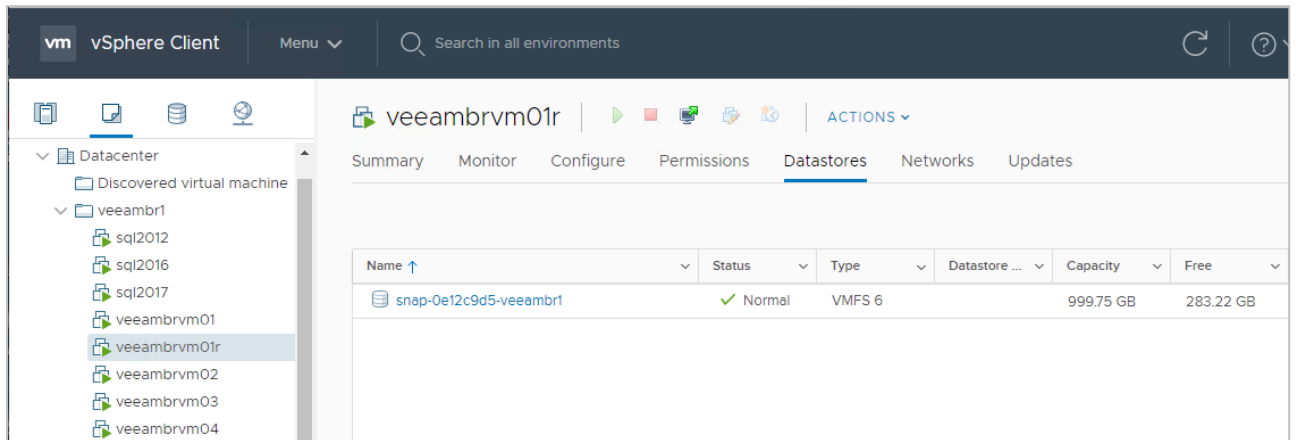 vm vSphere Client Menu Search in all environments
veeambrvm01r ACTIONS
Summary Monitor Configure Permissions Datastores Networks Updates
Datacenter
Discovered virtual machine
veeambr1
sql2012
sql2016
sql2017
veeambrvm01
veeambrvm01r
veeambrvm02
veeambrvm03
veeambrvm04
Name ↑ Status Type Datastore ... Capacity Free
snap-0e12c9d5-veeambr1 Normal VMFS 6 999.75 GB 283.22 GB